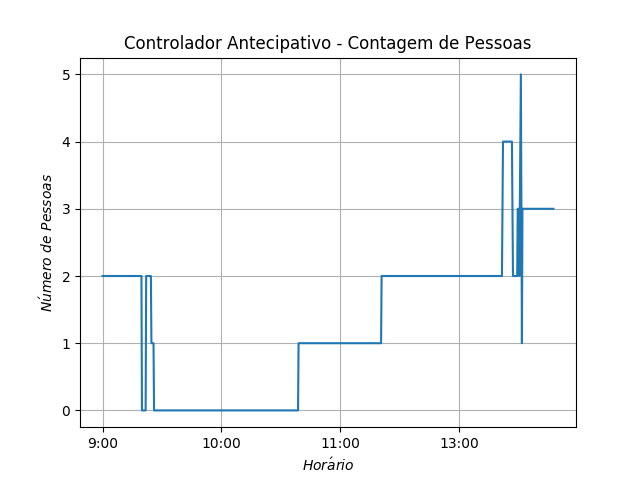 Controlador Antecipativo - Contagem de Pessoas
5
4
3
2
1
0
Número de Pessoas
9:00 10:00 11:00 13:00
Horário